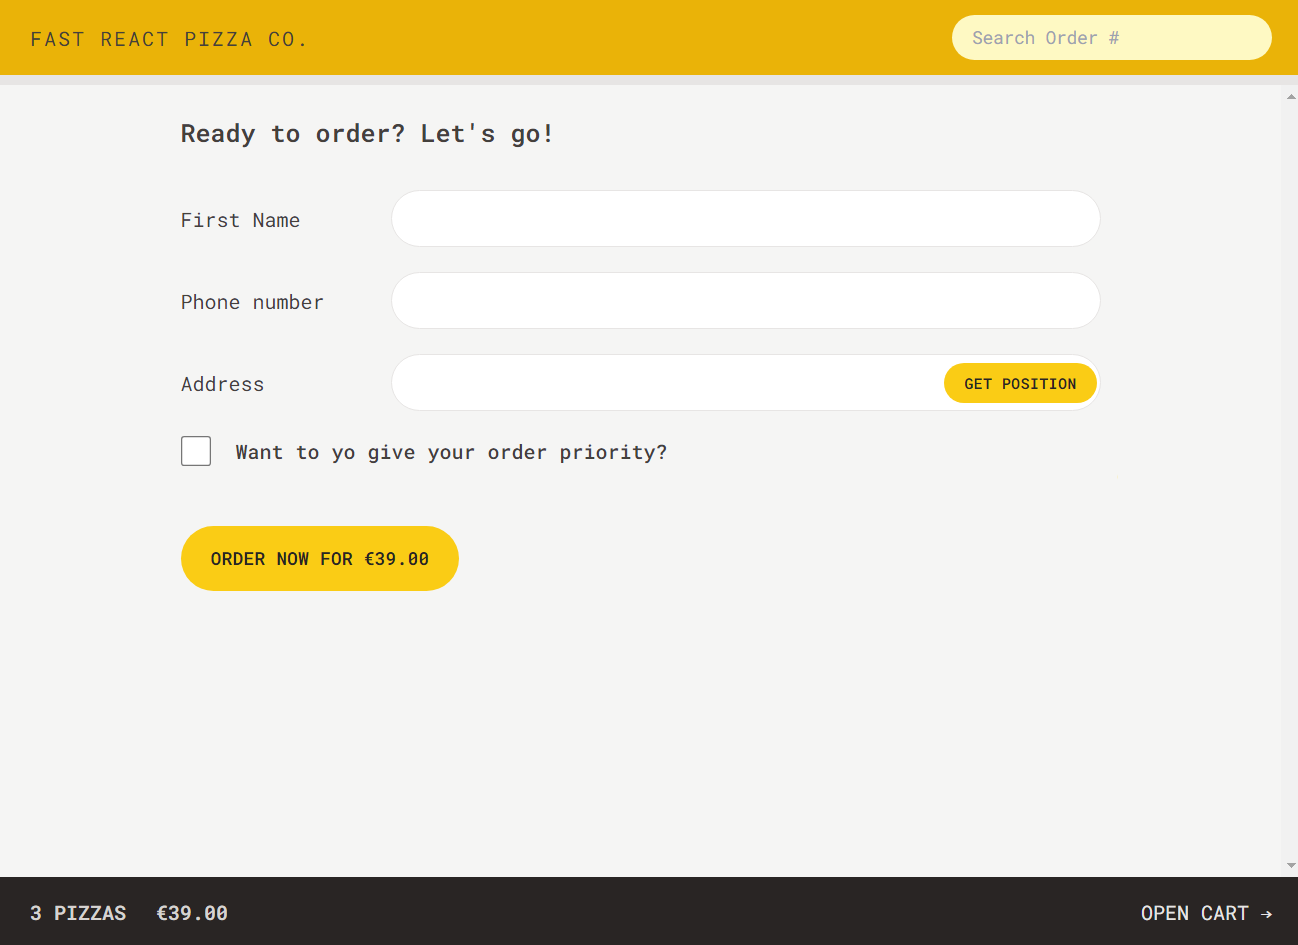 FAST REACT PIZZA CO.
Search Order #
Ready to order? Let's go!
First Name
Phone number
Address
GET POSITION
Want to yo give your order priority?
ORDER NOW FOR €39.00
3 PIZZAS €39.00
OPEN CART →